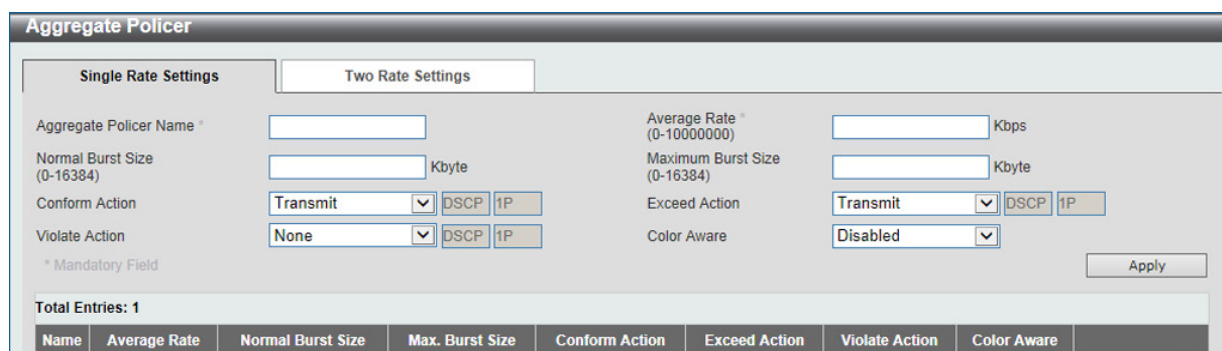 Aggregate Policer
Single Rate Settings Two Rate Settings
Aggregate Policer Name * Average Rate * (0-10000000) Kbps
Normal Burst Size (0-16384) Kbyte Maximum Burst Size (0-16384) Kbyte
Conform Action Transmit DSCP 1P Exceed Action Transmit DSCP 1P
Violate Action None DSCP 1P Color Aware Disabled
* Mandatory Field Apply
Total Entries: 1
Name Average Rate Normal Burst Size Max. Burst Size Conform Action Exceed Action Violate Action Color Aware